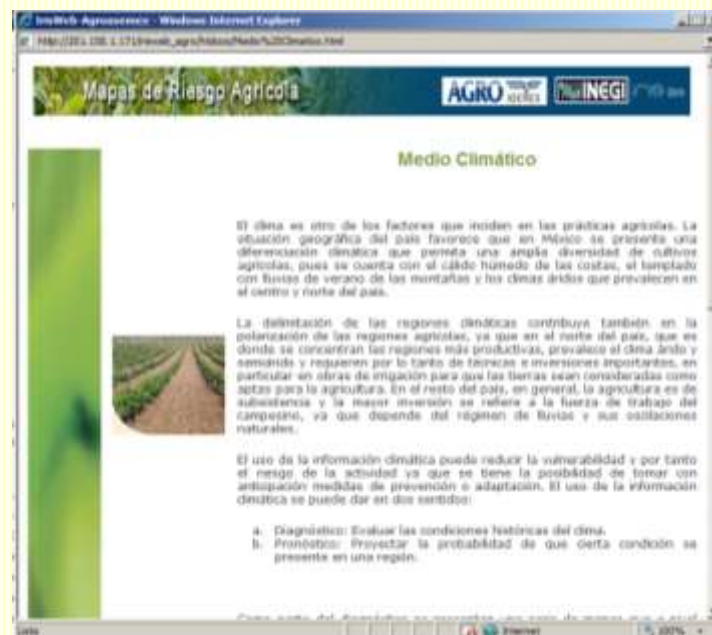 IrisWeb-Agroasemex - Windows Internet Explorer
Mapas de Riesgo Agrícola
AGRO
INEGI
Medio Climático
El clima es otro de los factores que inciden en las prácticas agrícolas. La
situación geográfica del país favorece que en México se presente una
diferenciación climática que permita una amplia diversidad de cultivos
agrícolas, pues se cuenta con el cálido húmedo de las costas, el templado
con lluvias de verano de las montañas y los climas áridos que prevalecen en
el centro y norte del país.
La delimitación de las regiones climáticas contribuye también en la
polarización de las regiones agrícolas, ya que en el norte del país, que es
donde se concentran las regiones más productivas, prevalece el clima árido y
semiárido y requieren por lo tanto de técnicas e inversiones importantes, en
particular en obras de irrigación para que las tierras sean consideradas como
aptas para la agricultura. En el resto del país, en general, la agricultura es de
subsistencia y la mayor inversión se refiere a la fuerza de trabajo del
campesino, ya que depende del régimen de lluvias y sus oscilaciones
naturales.
El uso de la información climática puede reducir la vulnerabilidad y por tanto
el riesgo de la actividad ya que se tiene la posibilidad de tomar con
anticipación medidas de prevención o adaptación. El uso de la información
climática se puede dar en dos sentidos:
a. Diagnóstico: Evaluar las condiciones históricas del clima.
b. Pronóstico: Proyectar la probabilidad de que cierta condición se
presente en una región.
Listo
Internet
100%